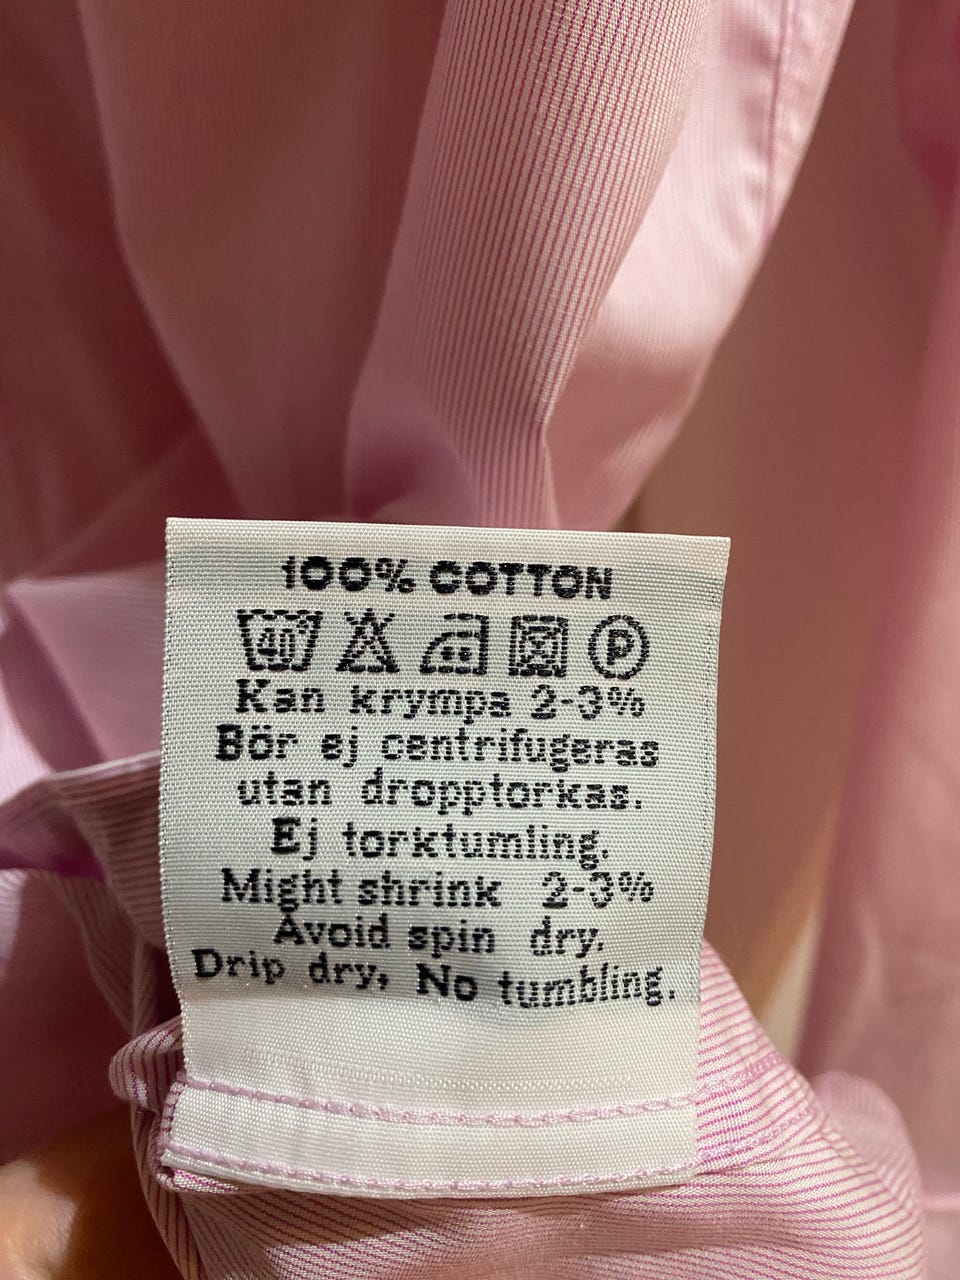 100% COTTON
40° P
Kan krympa 2-3%
Bör ej centrifugeras
utan dropptorkas.
Ej torktumling.
Might shrink 2-3%
Avoid spin dry.
Drip dry, No tumbling.